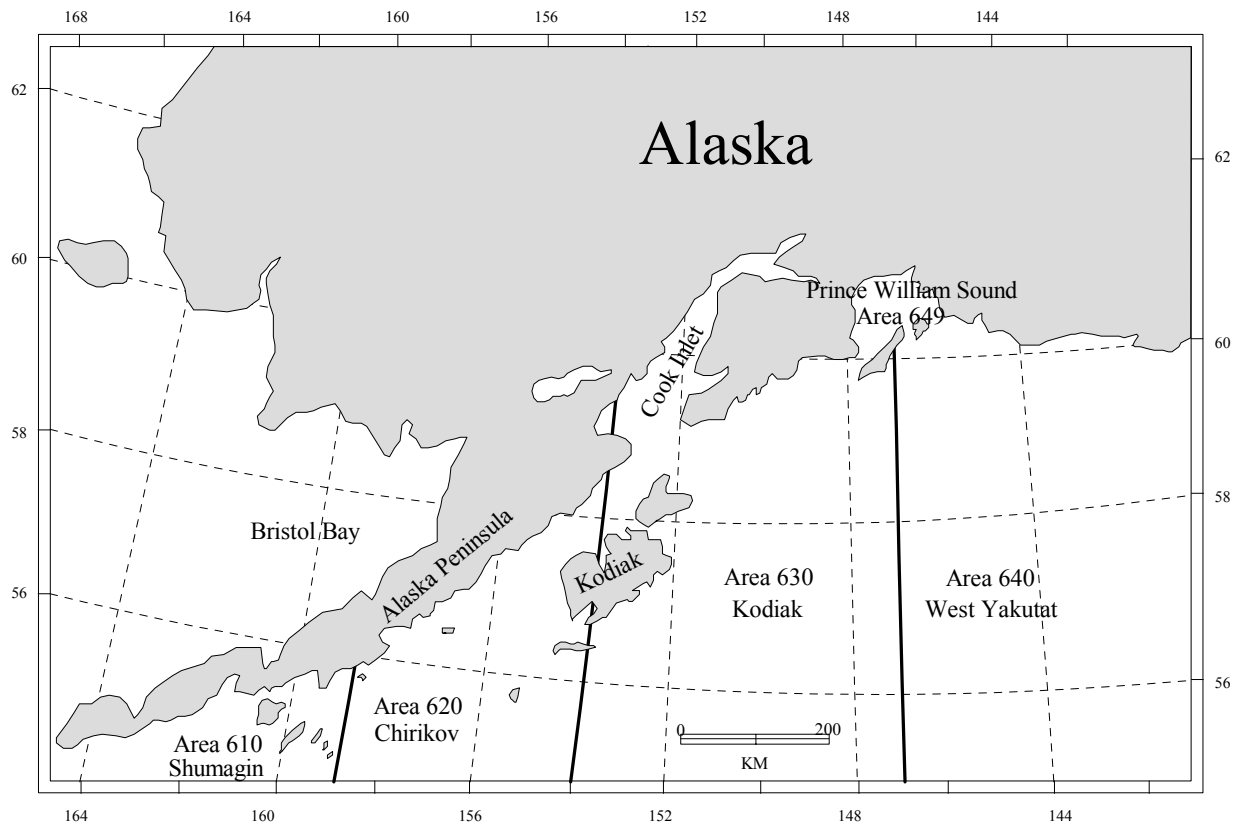 168 164 160 156 152 148 144
62
62
Alaska
60
60
Prince William Sound
Area 649
Cook Inlet
58
58
Bristol Bay
Alaska Peninsula
Kodiak
56
56
Area 630
Kodiak
Area 640
West Yakutat
Area 620
Chirikov
Area 610
Shumagin
0 200
KM
164 160 156 152 148 144